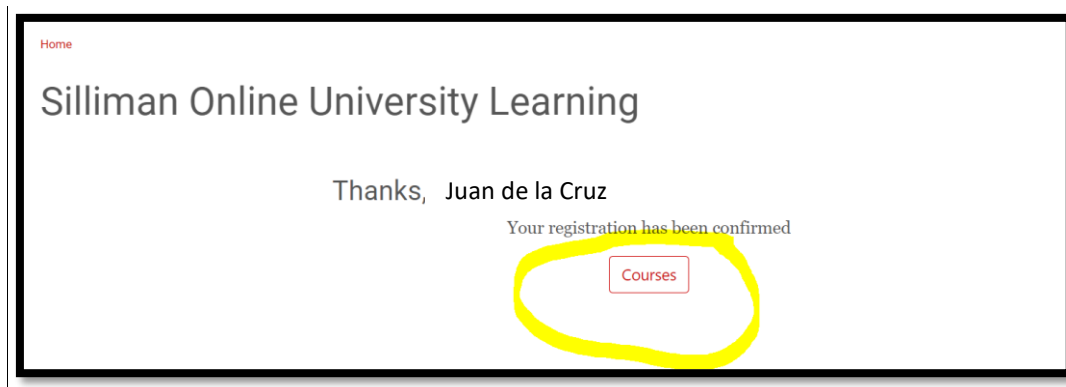 Home
Silliman Online University Learning
Thanks, Juan de la Cruz
Your registration has been confirmed
Courses